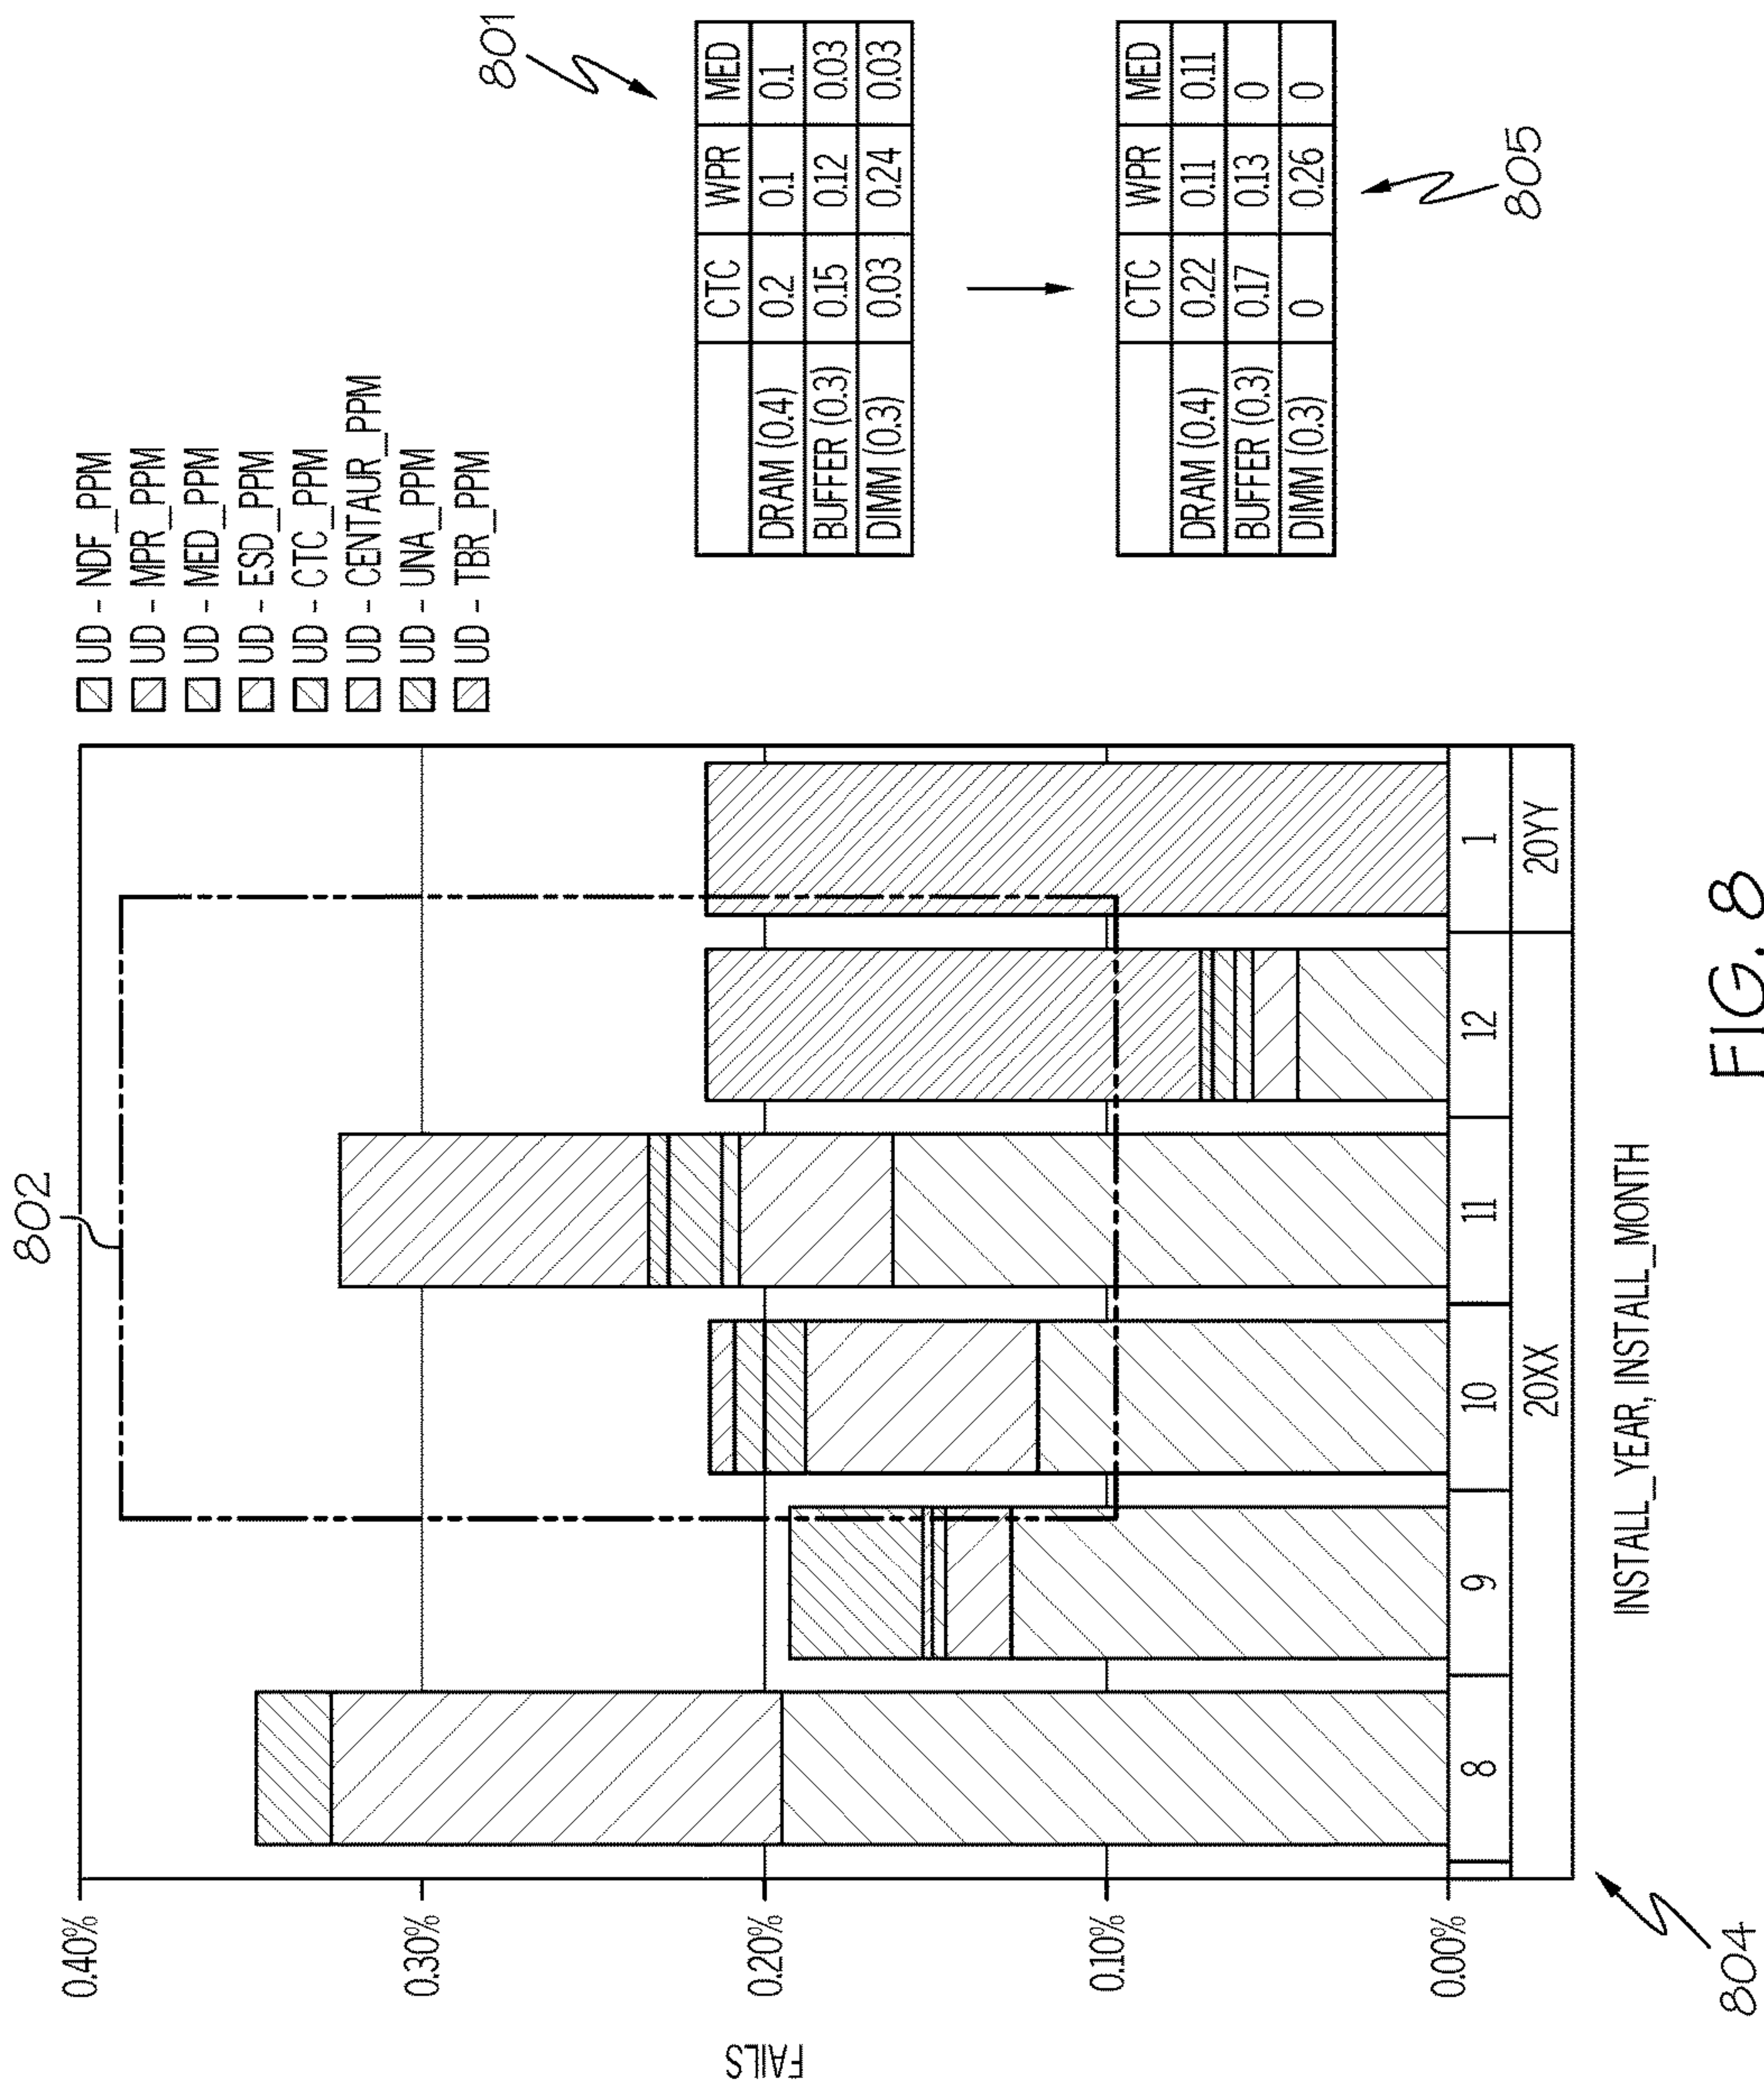 802
0.40%
0.30%
0.20%
0.10%
0.00%
FAILS
8
9
10
11
12
1
20XX
20YY
INSTALL_YEAR, INSTALL_MONTH
804
UD - NDF_PPM
UD - MPR_PPM
UD - MED_PPM
UD - ESD_PPM
UD - CTC_PPM
UD - CENTAUR_PPM
UD - UNA_PPM
UD - TBR_PPM
801
CTC WPR MED
DRAM (0.4) 0.2 0.1 0.1
BUFFER (0.3) 0.15 0.12 0.03
DIMM (0.3) 0.03 0.24 0.03
CTC WPR MED
DRAM (0.4) 0.22 0.11 0.11
BUFFER (0.3) 0.17 0.13 0
DIMM (0.3) 0 0.26 0
805
FIG. 8